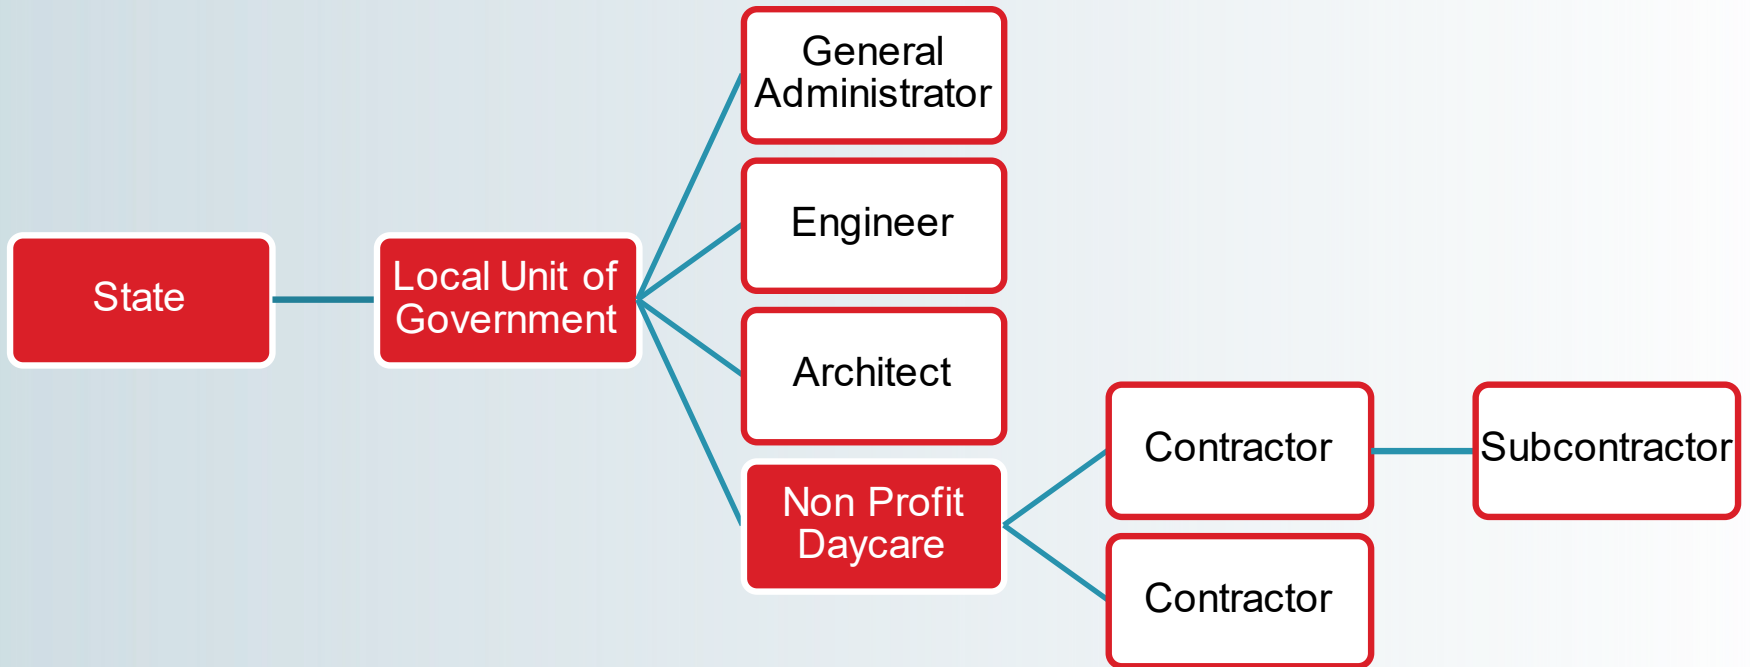 State
Local Unit of
Government
General
Administrator
Engineer
Architect
Non Profit
Daycare
Contractor
Subcontractor
Contractor